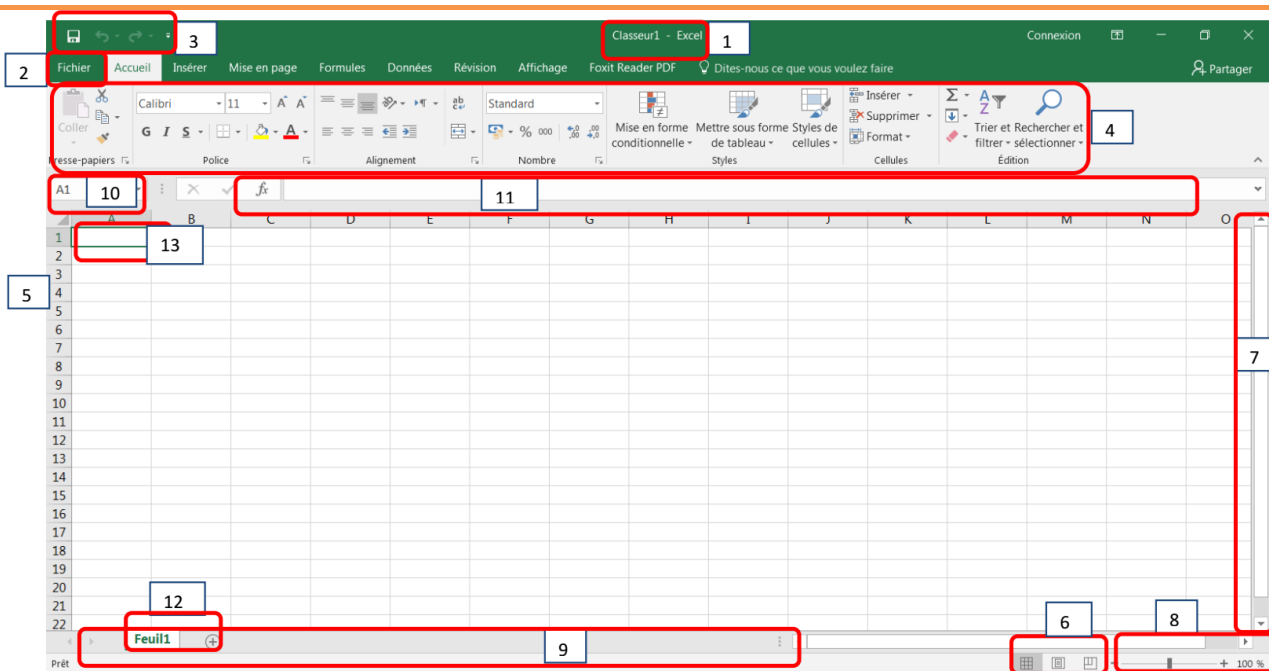 3
Classeur1 - Excel
1
Connexion
2
Fichier Accueil Insérer Mise en page Formules Données Révision Affichage Foxit Reader PDF Dites-nous ce que vous voulez faire Partager
Coller
Calibri 11 A A
G I S A
ab
Standard
% 000 ,00 ,0
Mise en forme conditionnelle
Mettre sous forme de tableau
Styles de cellules
Insérer
Supprimer
Format
Σ
A
Z
Trier et filtrer
Rechercher et sélectionner
4
Presse-papiers Police Alignement Nombre Styles Cellules Édition
A1 10 fx 11
A B C D E F G H I J K L M N O
1
13
2
3
5
4
5
6
7
7
8
9
10
11
12
13
14
15
16
17
18
19
20
12
21
22
6
8
Feuil1
9
Prêt
100 %